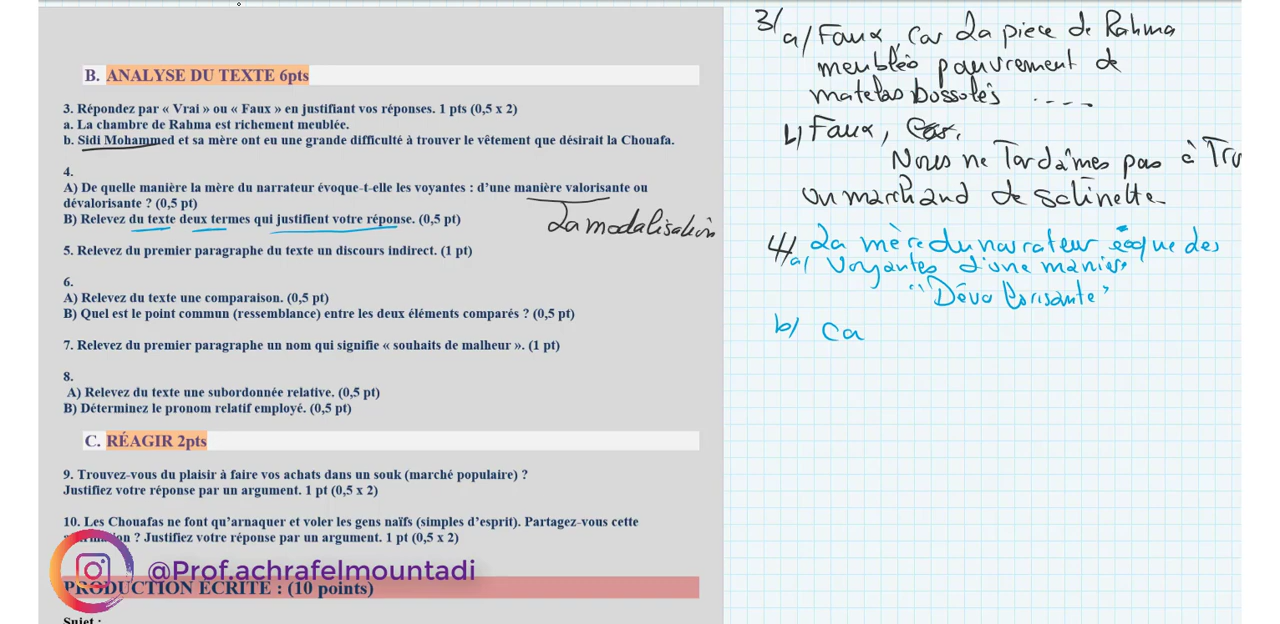 B. ANALYSE DU TEXTE 6pts
3. Répondez par « Vrai » ou « Faux » en justifiant vos réponses. 1 pts (0,5 x 2)
a. La chambre de Rahma est richement meublée.
b. Sidi Mohammed et sa mère ont eu une grande difficulté à trouver le vêtement que désirait la Chouafa.
4.
A) De quelle manière la mère du narrateur évoque-t-elle les voyantes : d’une manière valorisante ou
dévalorisante ? (0,5 pt)
B) Relevez du texte deux termes qui justifient votre réponse. (0,5 pt)
La modalisation
5. Relevez du premier paragraphe du texte un discours indirect. (1 pt)
6.
A) Relevez du texte une comparaison. (0,5 pt)
B) Quel est le point commun (ressemblance) entre les deux éléments comparés ? (0,5 pt)
7. Relevez du premier paragraphe un nom qui signifie « souhaits de malheur ». (1 pt)
8.
A) Relevez du texte une subordonnée relative. (0,5 pt)
B) Déterminez le pronom relatif employé. (0,5 pt)
C. RÉAGIR 2pts
9. Trouvez-vous du plaisir à faire vos achats dans un souk (marché populaire) ?
Justifiez votre réponse par un argument. 1 pt (0,5 x 2)
10. Les Chouafas ne font qu’arnaquer et voler les gens naïfs (simples d’esprit). Partagez-vous cette
? Justifiez votre réponse par un argument. 1 pt (0,5 x 2)
@Prof.achrafelmountadi
PRODUCTION ÉCRITE : (10 points)
Sujet :
3/
a/ Faux, Car La piece de Rahma
meublés pauvrement de
matelas bossolés ....
b) Faux, Car.
Nous ne Tardâmes pas à Tro
un marchand de satinette
4/ La mère du narrateur évoque des
a/ Voyantes d'une manière
"Dévalorisante"
b/ Ca